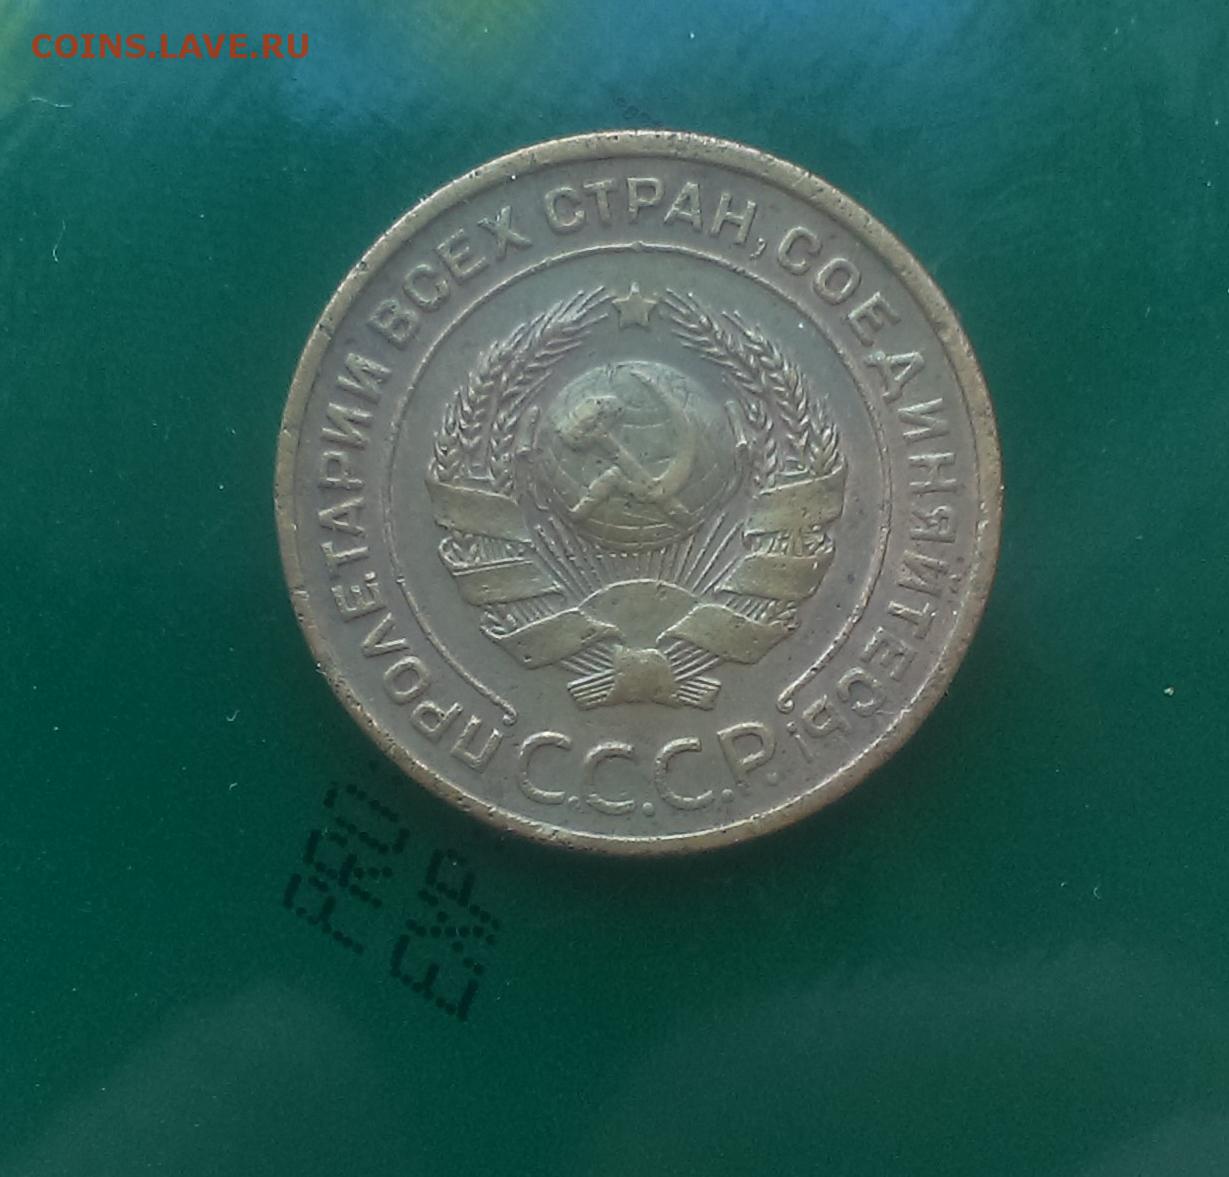 COINS.LAVE.RU
ПРОЛЕТАРИИ ВСЕХ СТРАН, СОЕДИНЯЙТЕСЬ!
С.С.С.Р.